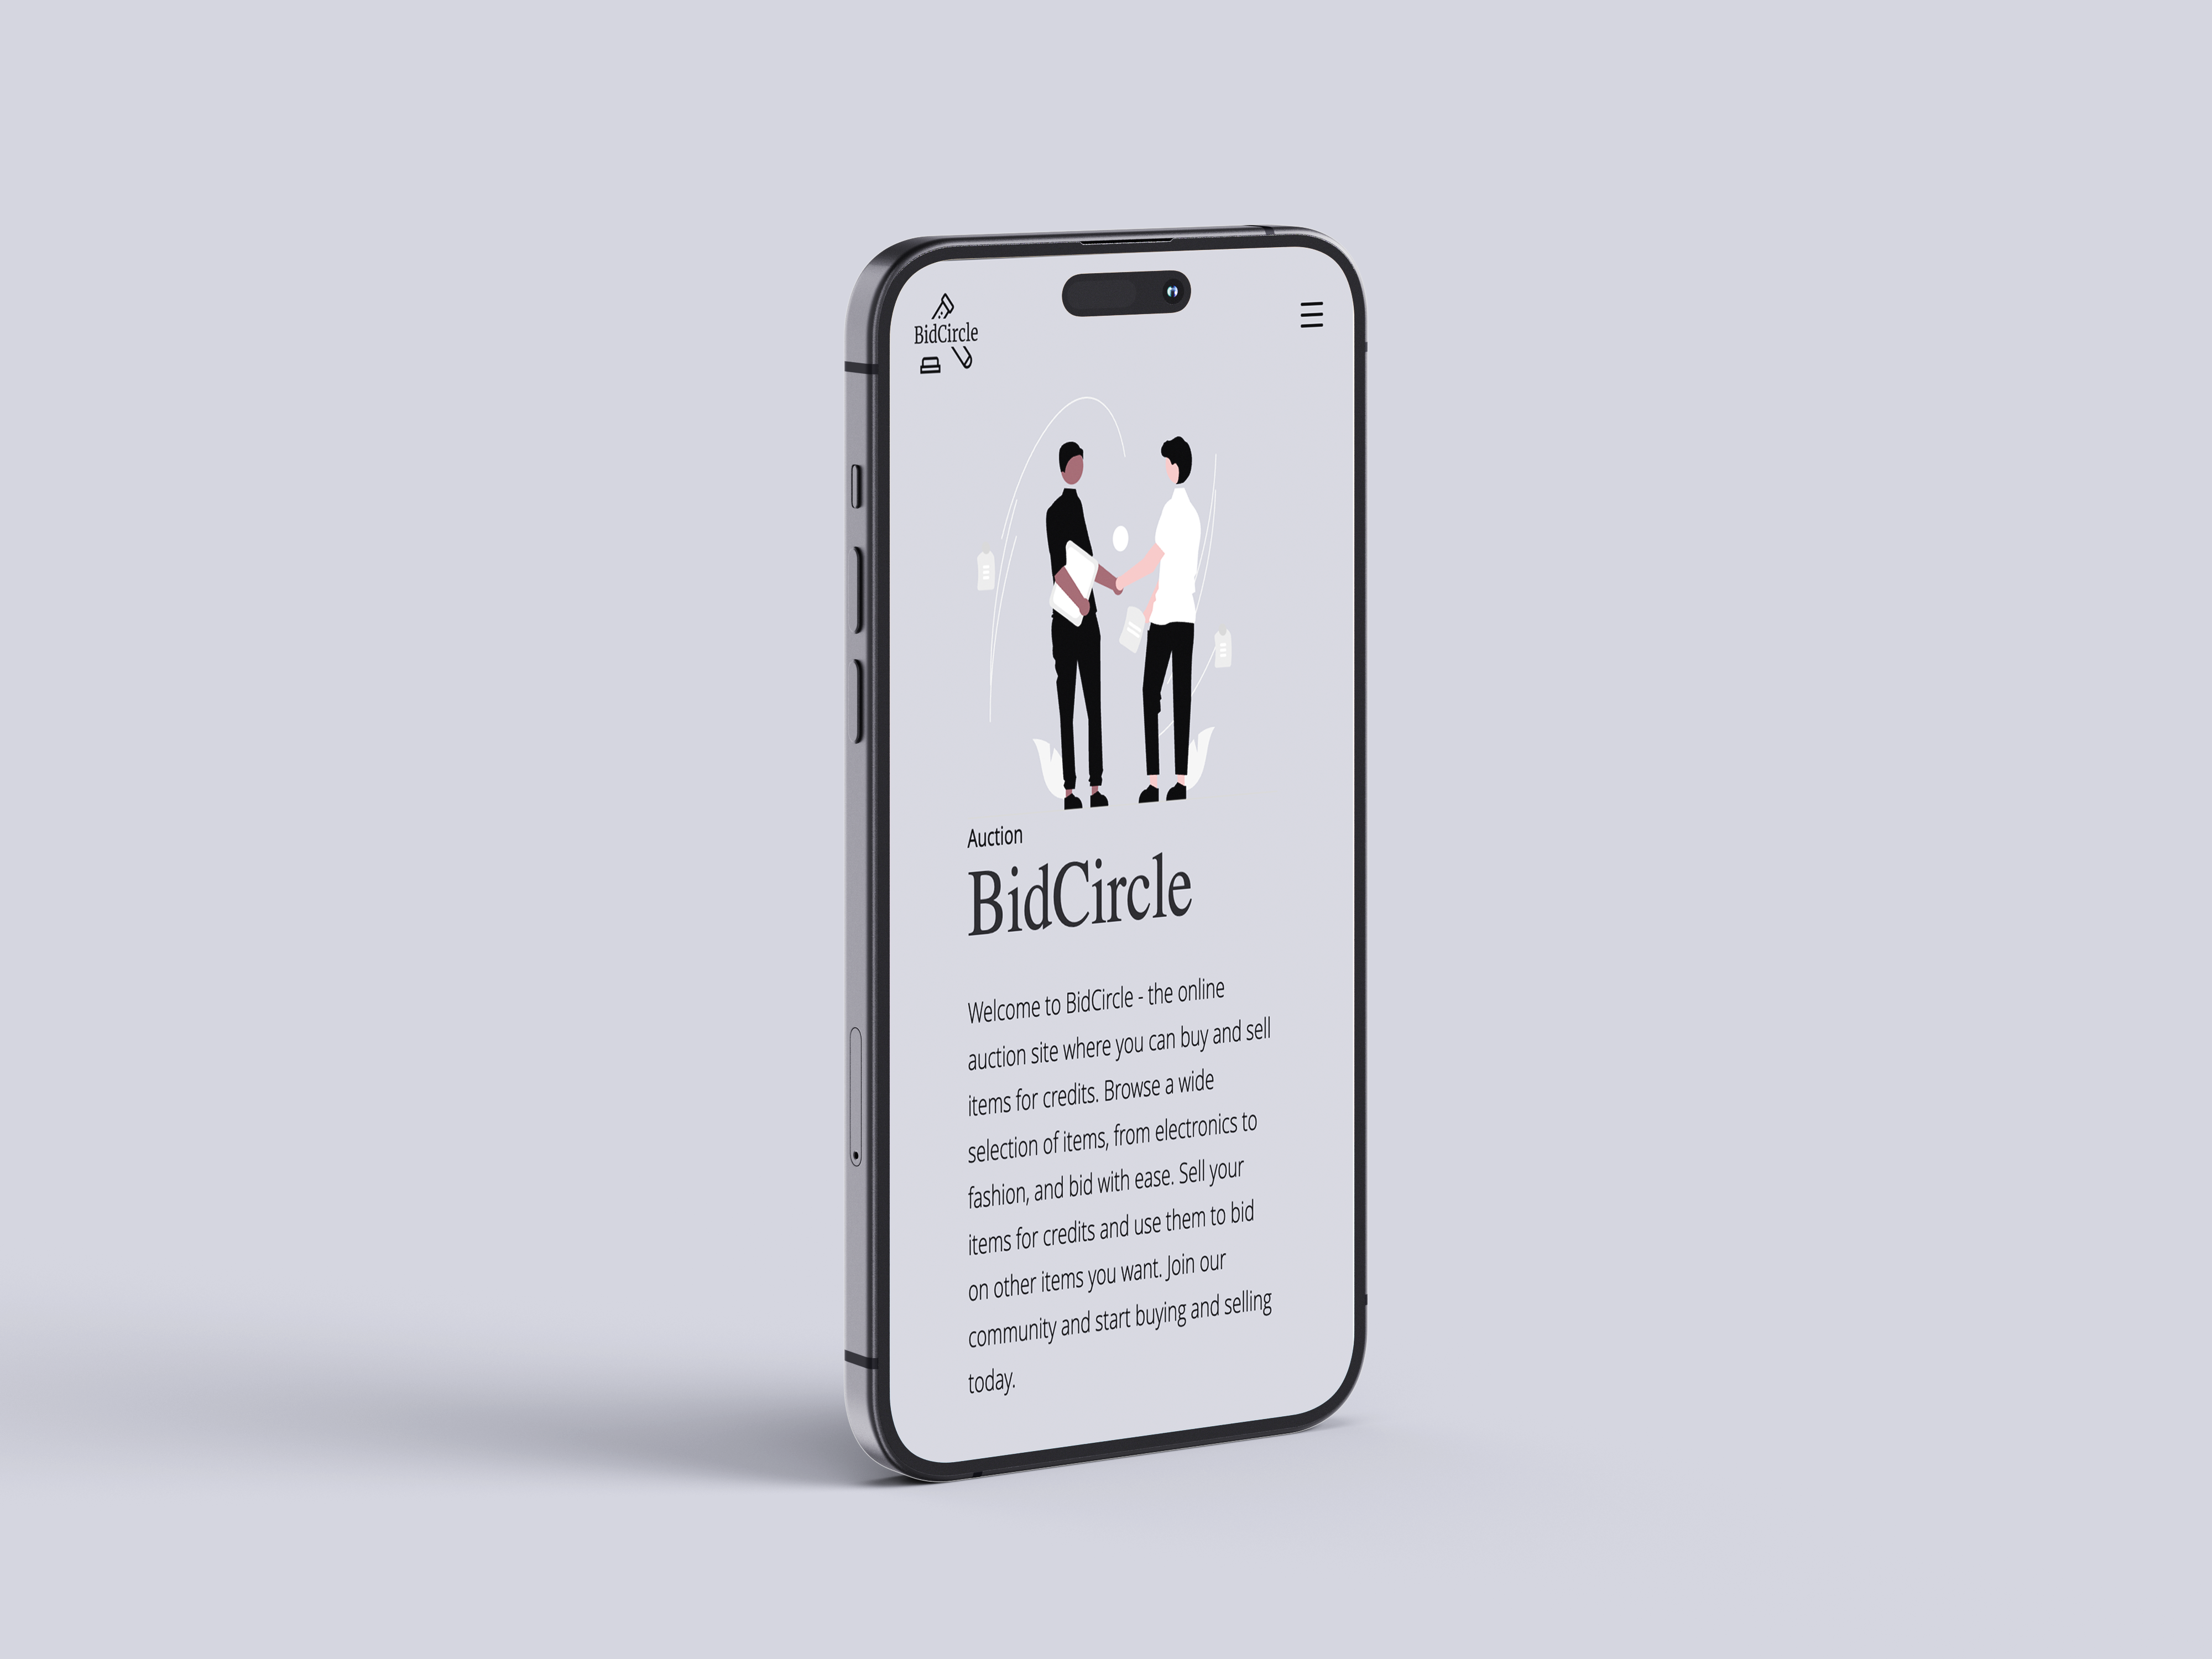 BidCircle
Auction
BidCircle
Welcome to BidCircle - the online
auction site where you can buy and sell
items for credits. Browse a wide
selection of items, from electronics to
fashion, and bid with ease. Sell your
items for credits and use them to bid
on other items you want. Join our
community and start buying and selling
today.